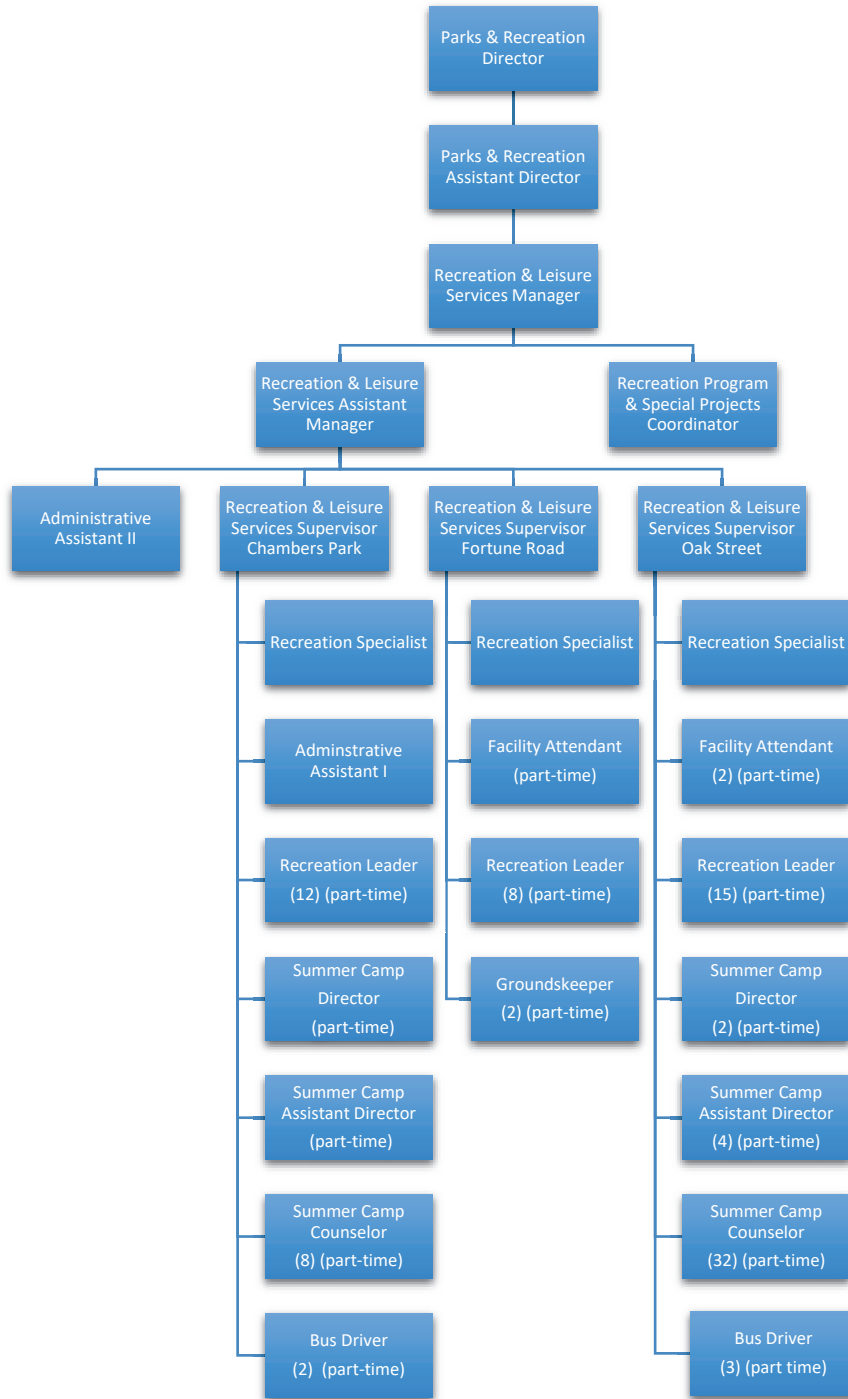 Parks & Recreation
Director
Parks & Recreation
Assistant Director
Recreation & Leisure
Services Manager
Recreation & Leisure
Services Assistant
Manager
Recreation Program
& Special Projects
Coordinator
Administrative
Assistant II
Recreation & Leisure
Services Supervisor
Chambers Park
Recreation & Leisure
Services Supervisor
Fortune Road
Recreation & Leisure
Services Supervisor
Oak Street
Recreation Specialist
Adminstrative
Assistant I
Recreation Leader
(12) (part-time)
Summer Camp
Director
(part-time)
Summer Camp
Assistant Director
(part-time)
Summer Camp
Counselor
(8) (part-time)
Bus Driver
(2) (part-time)
Recreation Specialist
Facility Attendant
(part-time)
Recreation Leader
(8) (part-time)
Groundskeeper
(2) (part-time)
Recreation Specialist
Facility Attendant
(2) (part-time)
Recreation Leader
(15) (part-time)
Summer Camp
Director
(2) (part-time)
Summer Camp
Assistant Director
(4) (part-time)
Summer Camp
Counselor
(32) (part-time)
Bus Driver
(3) (part time)